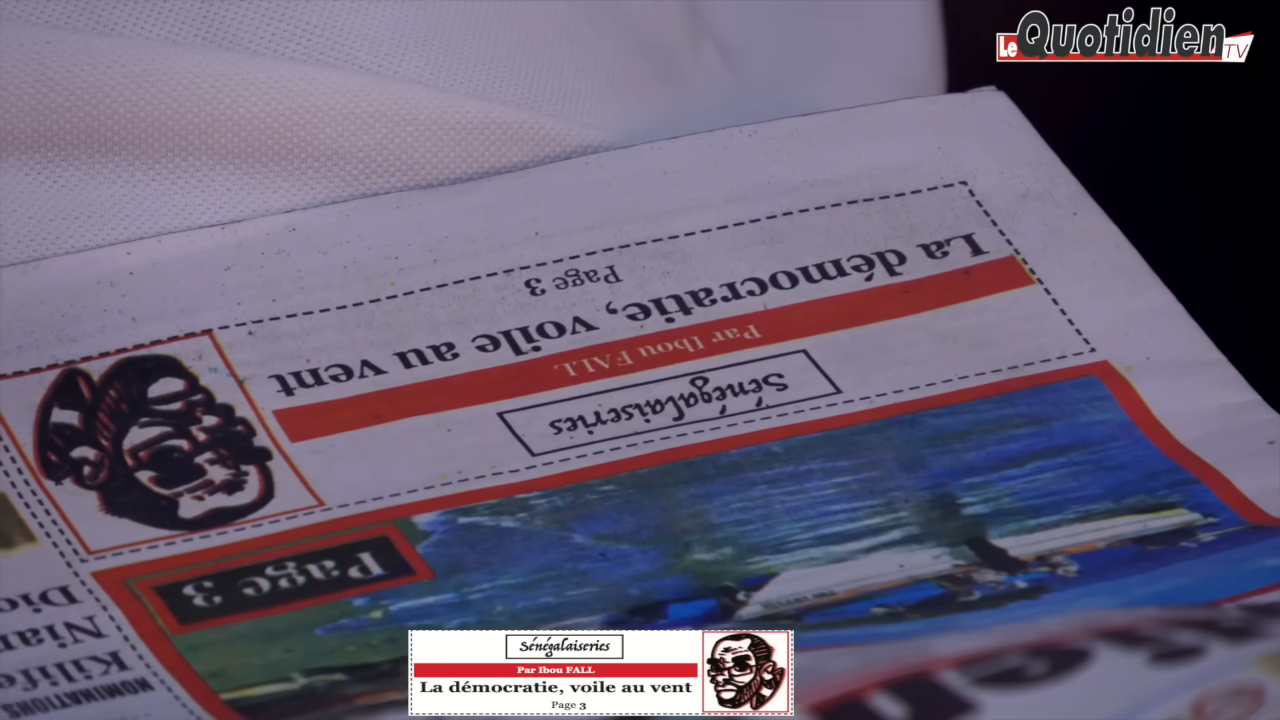 Le Quotidien TV
La démocratie, voile au vent
Page 3
Par Ibou FALL
Sénégalaiseries
Page 3
NOMINATIONS
Sénégalaiseries
Par Ibou FALL
La démocratie, voile au vent
Page 3